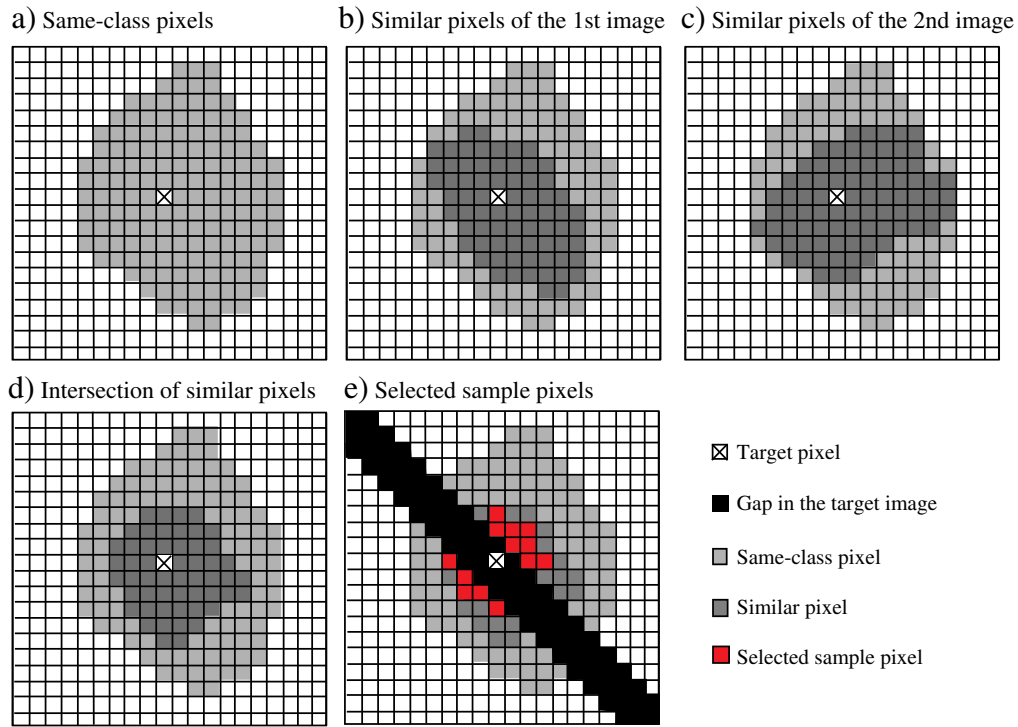 a) Same-class pixels
b) Similar pixels of the 1st image
c) Similar pixels of the 2nd image
d) Intersection of similar pixels
e) Selected sample pixels
Target pixel
Gap in the target image
Same-class pixel
Similar pixel
Selected sample pixel